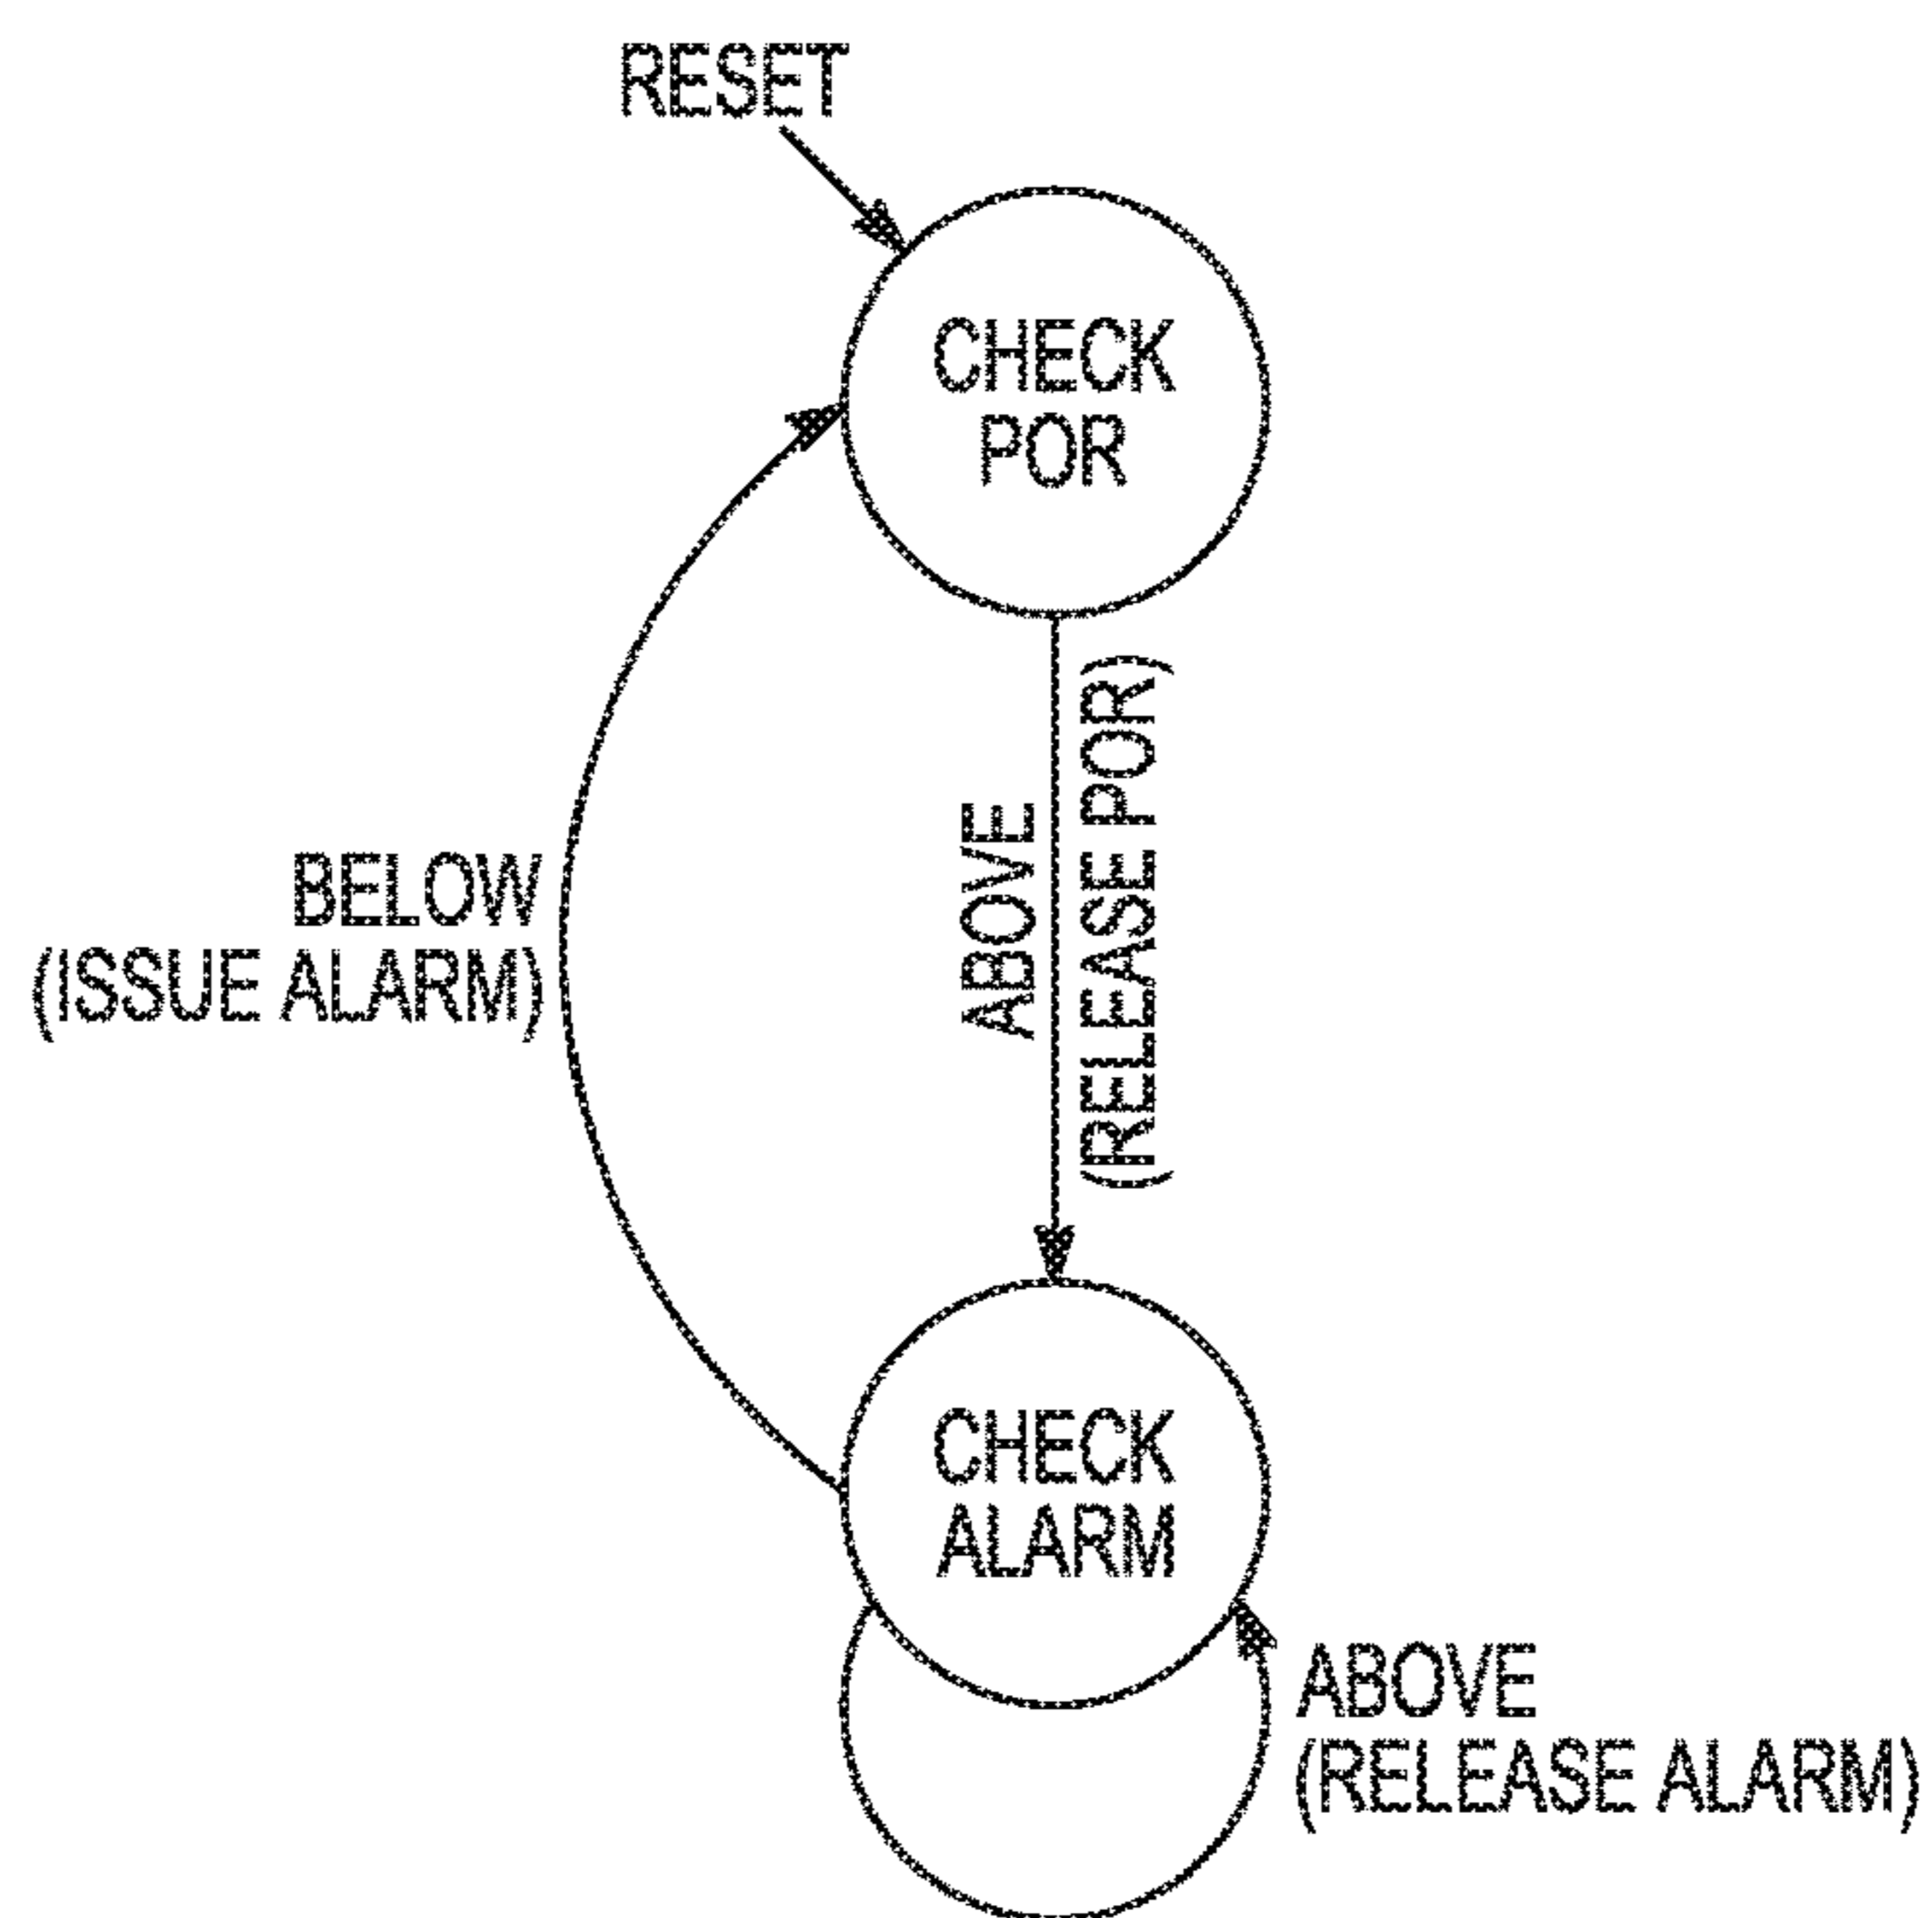 RESET
CHECK
POR
ABOVE
(RELEASE POR)
BELOW
(ISSUE ALARM)
CHECK
ALARM
ABOVE
(RELEASE ALARM)